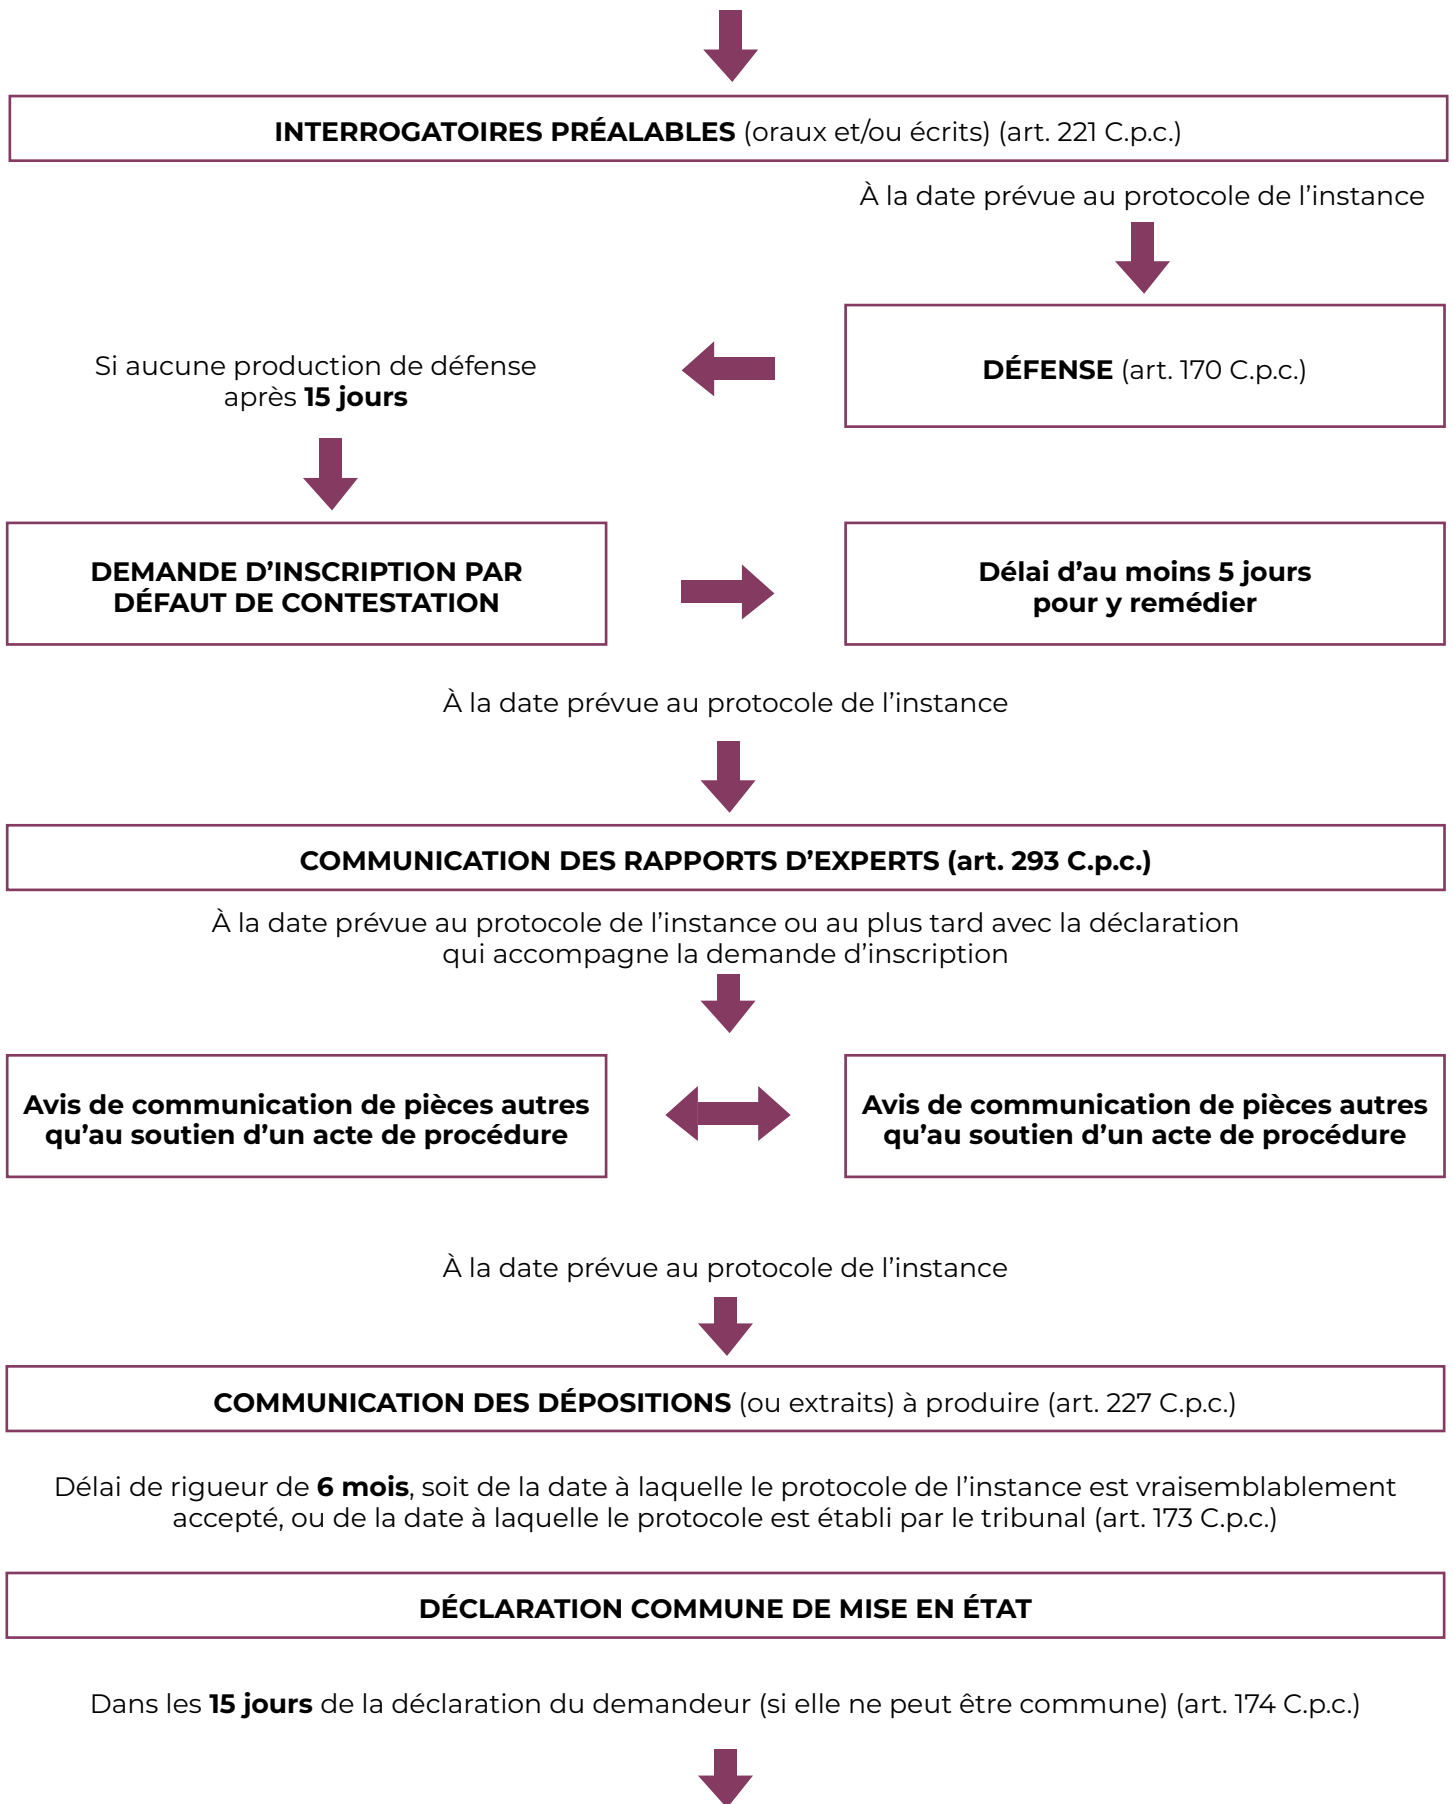 INTERROGATOIRES PRÉALABLES (oraux et/ou écrits) (art. 221 C.p.c.)
À la date prévue au protocole de l’instance
DÉFENSE (art. 170 C.p.c.)
Si aucune production de défense
après 15 jours
DEMANDE D’INSCRIPTION PAR
DÉFAUT DE CONTESTATION
Délai d’au moins 5 jours
pour y remédier
À la date prévue au protocole de l’instance
COMMUNICATION DES RAPPORTS D’EXPERTS (art. 293 C.p.c.)
À la date prévue au protocole de l’instance ou au plus tard avec la déclaration
qui accompagne la demande d’inscription
Avis de communication de pièces autres
qu’au soutien d’un acte de procédure
Avis de communication de pièces autres
qu’au soutien d’un acte de procédure
À la date prévue au protocole de l’instance
COMMUNICATION DES DÉPOSITIONS (ou extraits) à produire (art. 227 C.p.c.)
Délai de rigueur de 6 mois, soit de la date à laquelle le protocole de l’instance est vraisemblablement
accepté, ou de la date à laquelle le protocole est établi par le tribunal (art. 173 C.p.c.)
DÉCLARATION COMMUNE DE MISE EN ÉTAT
Dans les 15 jours de la déclaration du demandeur (si elle ne peut être commune) (art. 174 C.p.c.)